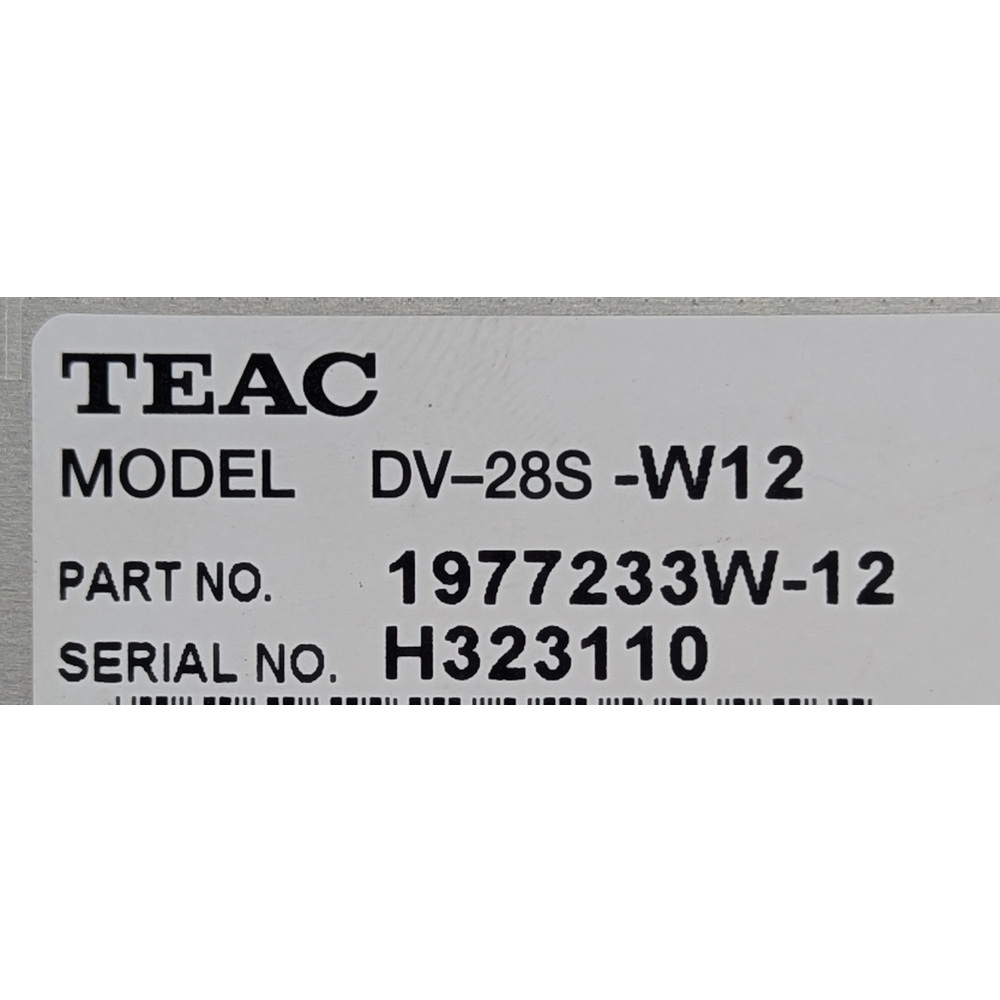 TEAC
MODEL DV-28S -W12
PART NO. 1977233W-12
SERIAL NO. H323110